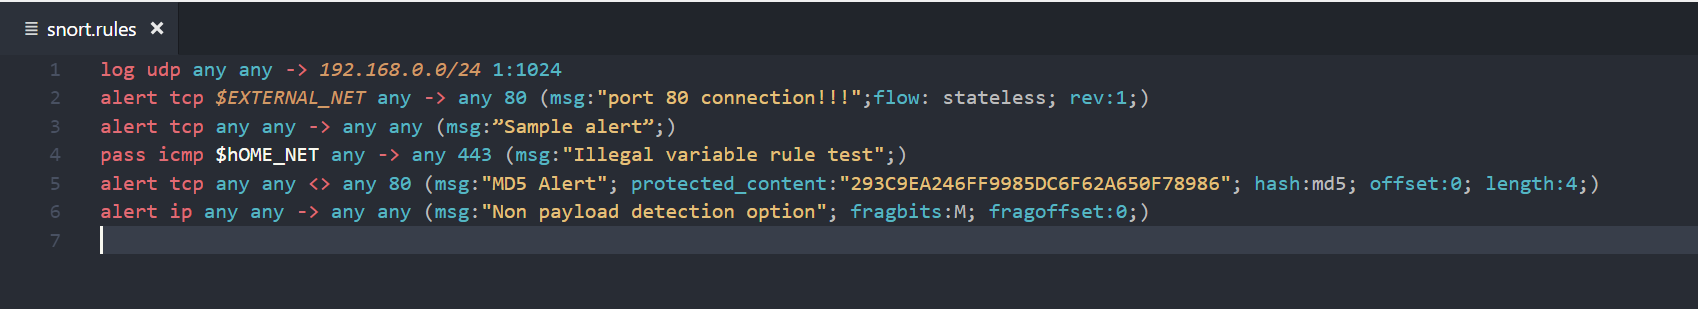 snort.rules ×
1 log udp any any -> 192.168.0.0/24 1:1024
2 alert tcp $EXTERNAL_NET any -> any 80 (msg:"port 80 connection!!!";flow: stateless; rev:1;)
3 alert tcp any any -> any any (msg:”Sample alert”;)
4 pass icmp $hOME_NET any -> any 443 (msg:"Illegal variable rule test";)
5 alert tcp any any <> any 80 (msg:"MD5 Alert"; protected_content:"293C9EA246FF9985DC6F62A650F78986"; hash:md5; offset:0; length:4;)
6 alert ip any any -> any any (msg:"Non payload detection option"; fragbits:M; fragoffset:0;)
7